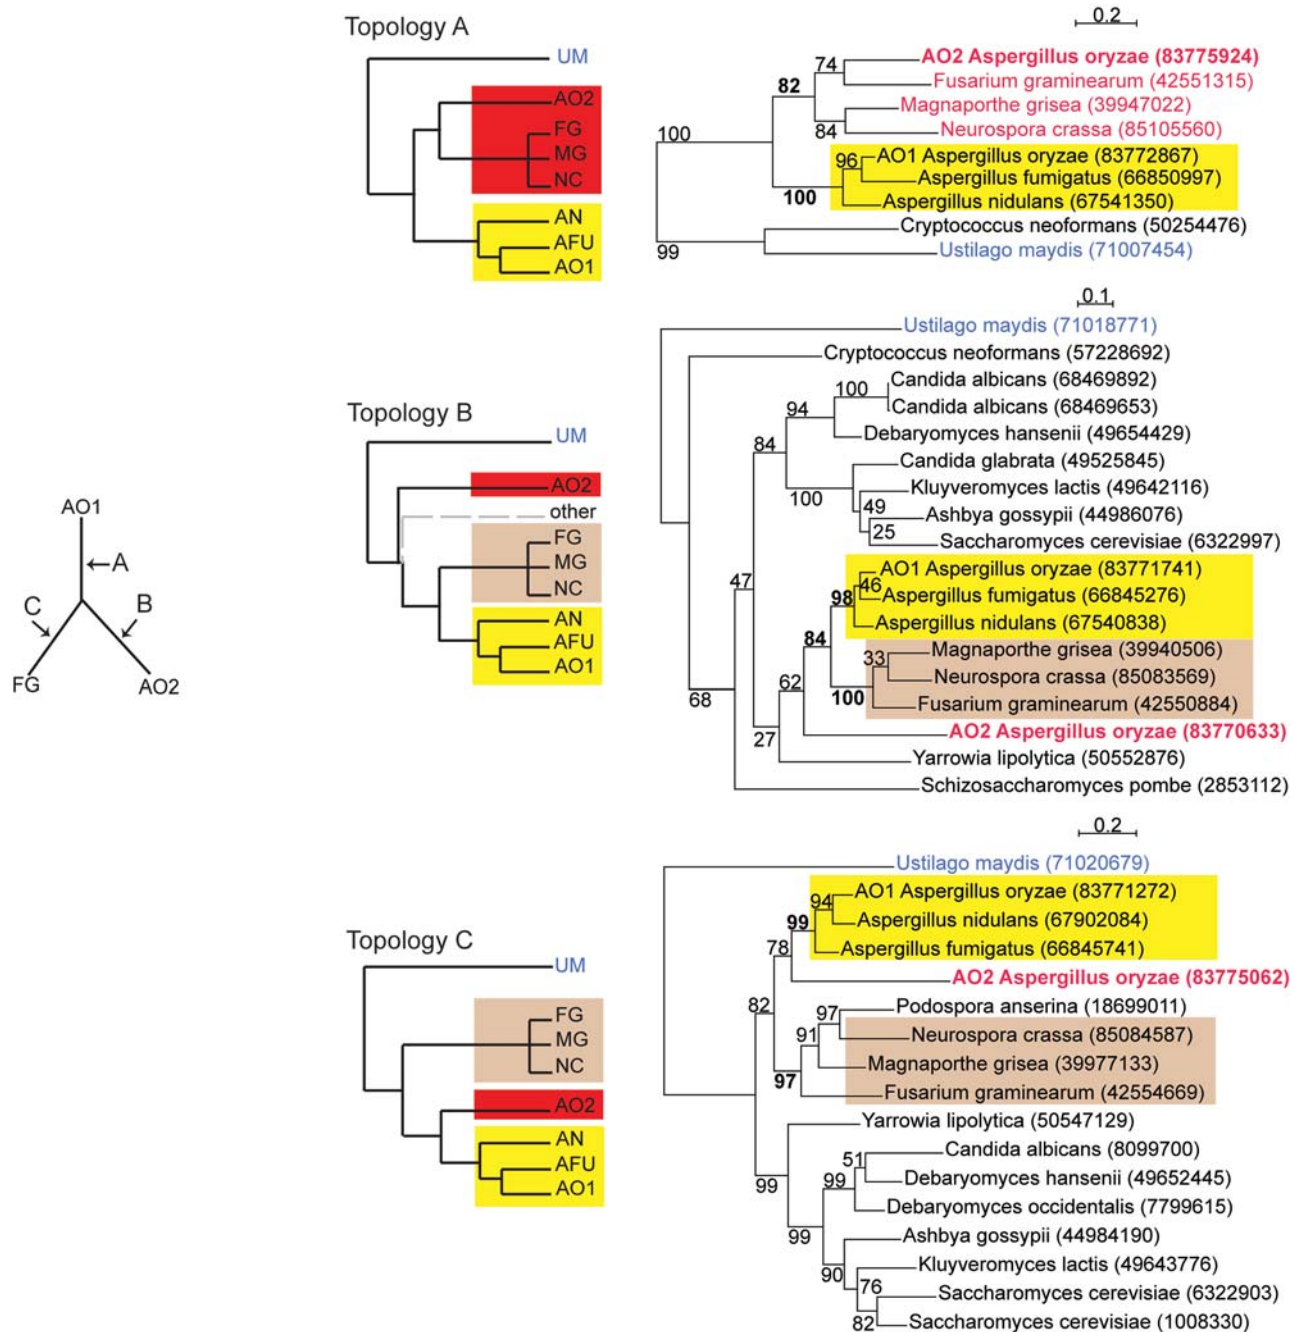 Topology A
UM
AO2
FG
MG
NC
AN
AFU
AO1
0.2
AO2 Aspergillus oryzae (83775924)
74
Fusarium graminearum (42551315)
82
Magnaporthe grisea (39947022)
84
Neurospora crassa (85105560)
100
96
AO1 Aspergillus oryzae (83772867)
Aspergillus fumigatus (66850997)
100
Aspergillus nidulans (67541350)
Cryptococcus neoformans (50254476)
99
Ustilago maydis (71007454)
Topology B
UM
AO2
other
FG
MG
NC
AN
AFU
AO1
0.1
Ustilago maydis (71018771)
Cryptococcus neoformans (57228692)
Candida albicans (68469892)
100
Candida albicans (68469653)
94
Debaryomyces hansenii (49654429)
84
Candida glabrata (49525845)
100
Kluyveromyces lactis (49642116)
49
Ashbya gossypii (44986076)
25
Saccharomyces cerevisiae (6322997)
47
AO1 Aspergillus oryzae (83771741)
46
98
Aspergillus fumigatus (66845276)
Aspergillus nidulans (67540838)
84
Magnaporthe grisea (39940506)
33
Neurospora crassa (85083569)
62
100
Fusarium graminearum (42550884)
68
AO2 Aspergillus oryzae (83770633)
27
Yarrowia lipolytica (50552876)
Schizosaccharomyces pombe (2853112)
AO1
A
C
B
FG
AO2
Topology C
UM
FG
MG
NC
AO2
AN
AFU
AO1
0.2
Ustilago maydis (71020679)
AO1 Aspergillus oryzae (83771272)
94
99
Aspergillus nidulans (67902084)
78
Aspergillus fumigatus (66845741)
AO2 Aspergillus oryzae (83775062)
82
Podospora anserina (18699011)
97
91
Neurospora crassa (85084587)
Magnaporthe grisea (39977133)
97
Fusarium graminearum (42554669)
Yarrowia lipolytica (50547129)
Candida albicans (8099700)
51
99
99
Debaryomyces hansenii (49652445)
Debaryomyces occidentalis (7799615)
99
Ashbya gossypii (44984190)
90
Kluyveromyces lactis (49643776)
76
Saccharomyces cerevisiae (6322903)
82
Saccharomyces cerevisiae (1008330)